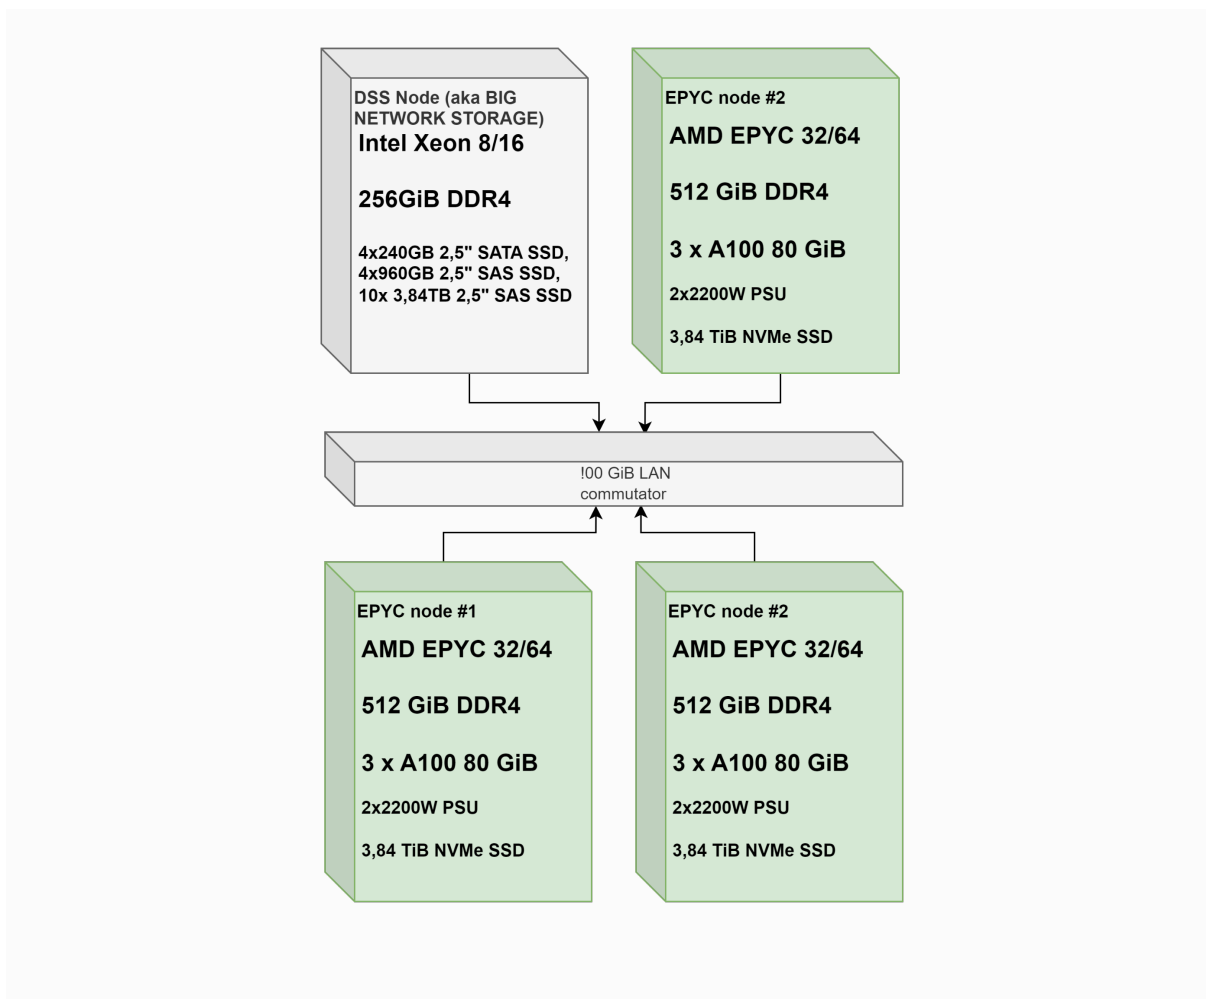 DSS Node (aka BIG
NETWORK STORAGE)
Intel Xeon 8/16
256GiB DDR4
4x240GB 2,5" SATA SSD,
4x960GB 2,5" SAS SSD,
10x 3,84TB 2,5" SAS SSD
EPYC node #2
AMD EPYC 32/64
512 GiB DDR4
3 x A100 80 GiB
2x2200W PSU
3,84 TiB NVMe SSD
!00 GiB LAN
commutator
EPYC node #1
AMD EPYC 32/64
512 GiB DDR4
3 x A100 80 GiB
2x2200W PSU
3,84 TiB NVMe SSD
EPYC node #2
AMD EPYC 32/64
512 GiB DDR4
3 x A100 80 GiB
2x2200W PSU
3,84 TiB NVMe SSD